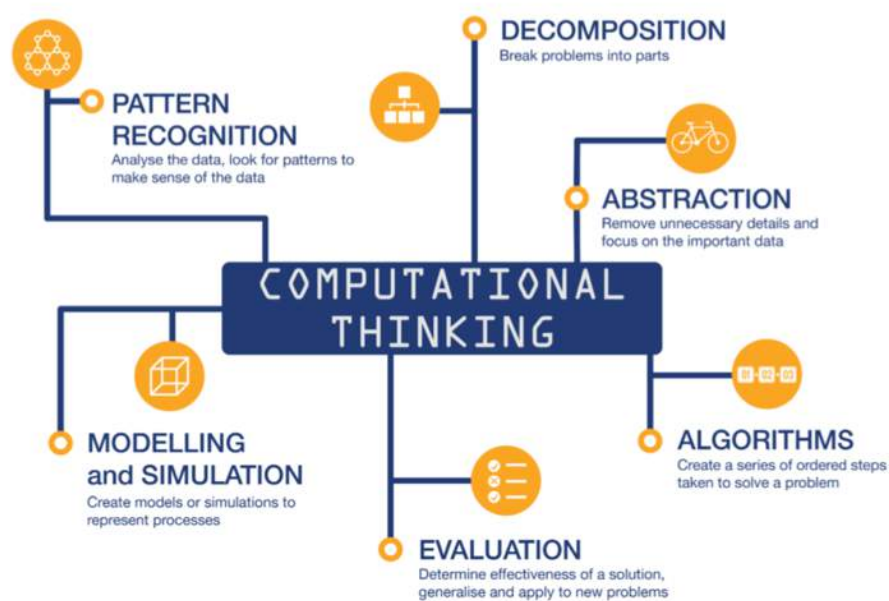 DECOMPOSITION
Break problems into parts
PATTERN
RECOGNITION
Analyse the data, look for patterns to
make sense of the data
ABSTRACTION
Remove unnecessary details and
focus on the important data
COMPUTATIONAL
THINKING
MODELLING
and SIMULATION
Create models or simulations to
represent processes
01 02 03
ALGORITHMS
Create a series of ordered steps
taken to solve a problem
EVALUATION
Determine effectiveness of a solution,
generalise and apply to new problems